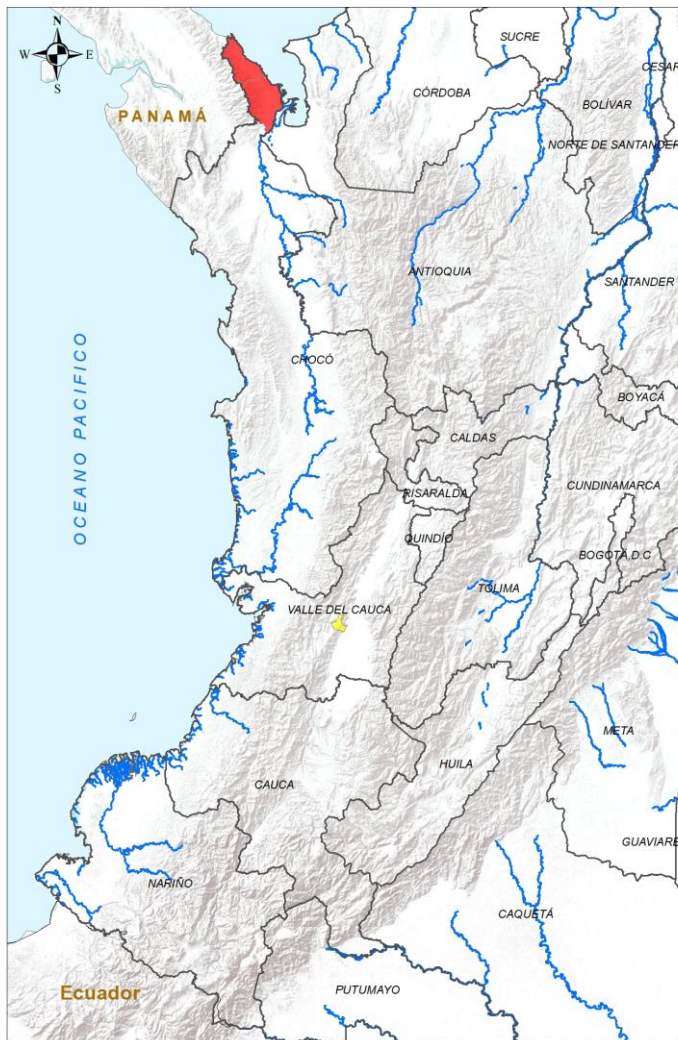 N
W E
S
SUCRE
CESAR
CÓRDOBA
BOLÍVAR
PANAMÁ
NORTE DE SANTANDER
ANTIOQUIA
SANTANDER
OCEANO PACIFICO
CHOCÓ
BOYACÁ
CALDAS
CUNDINAMARCA
RISARALDA
QUINDÍO
BOGOTÁ,D.C
TOLIMA
VALLE DEL CAUCA
META
HUILA
CAUCA
GUAVIARE
NARIÑO
CAQUETÁ
Ecuador
PUTUMAYO